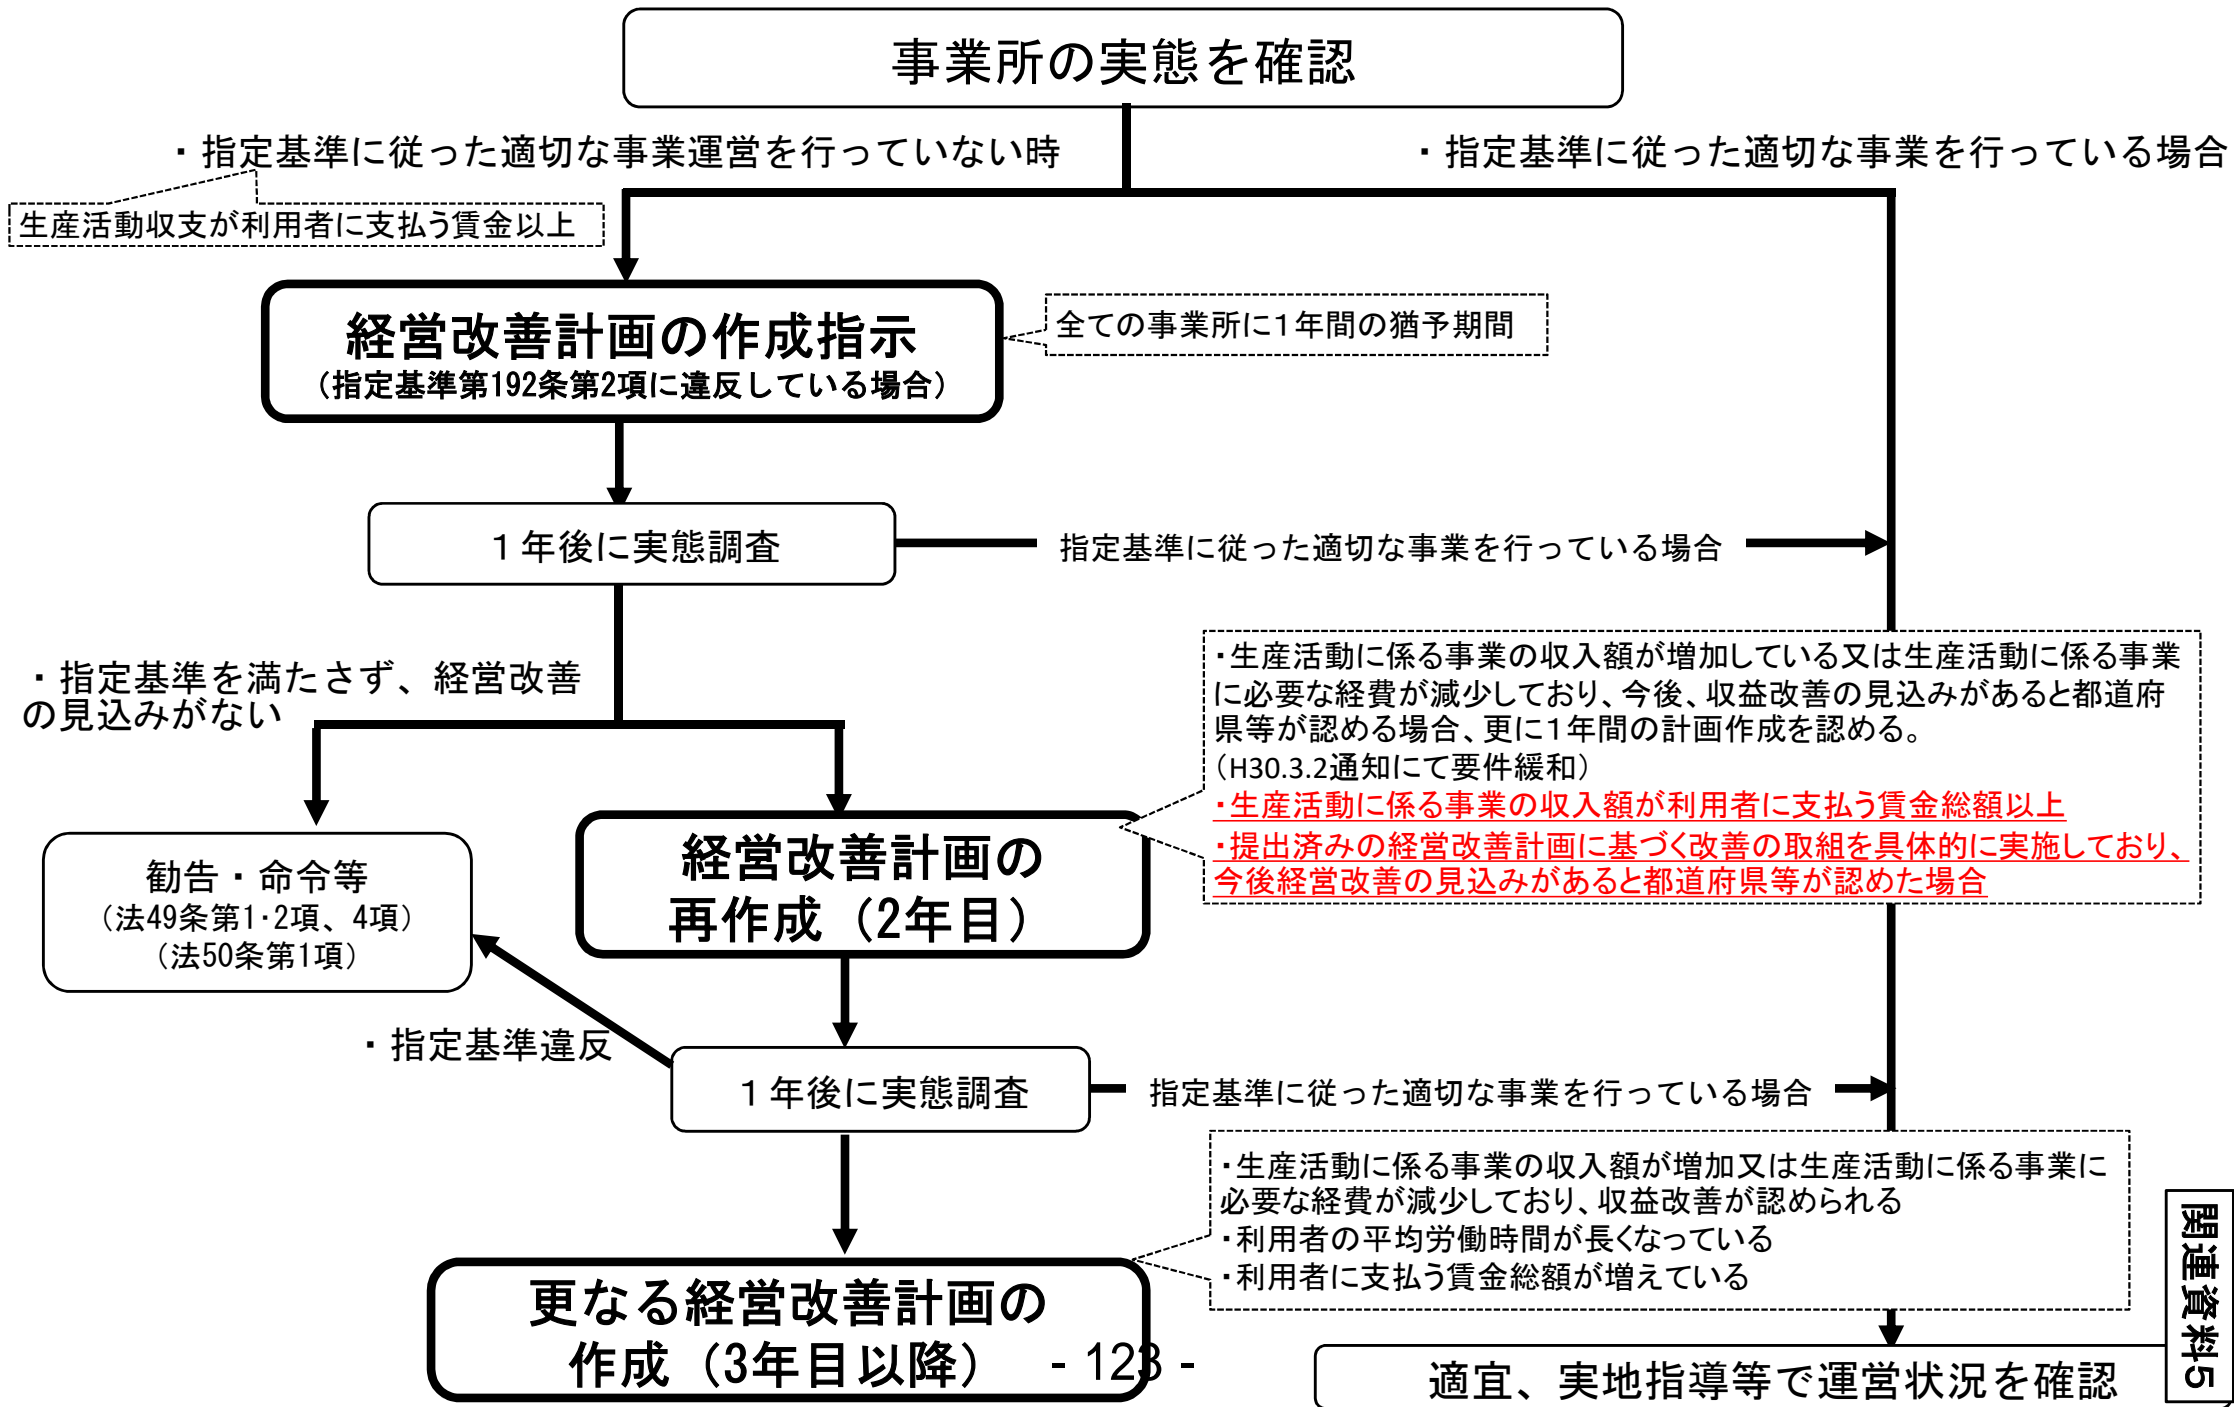 事業所の実態を確認
・指定基準に従った適切な事業運営を行っていない時
・指定基準に従った適切な事業を行っている場合
生産活動収支が利用者に支払う賃金以上
経営改善計画の作成指示
（指定基準第192条第2項に違反している場合）
全ての事業所に１年間の猶予期間
１年後に実態調査
指定基準に従った適切な事業を行っている場合
・指定基準を満たさず、経営改善
の見込みがない
・生産活動に係る事業の収入額が増加している又は生産活動に係る事業
に必要な経費が減少しており、今後、収益改善の見込みがあると都道府
県等が認める場合、更に１年間の計画作成を認める。
（H30.3.2通知にて要件緩和）
・生産活動に係る事業の収入額が利用者に支払う賃金総額以上
・提出済みの経営改善計画に基づく改善の取組を具体的に実施しており、
今後経営改善の見込みがあると都道府県等が認めた場合
勧告・命令等
（法49条第1･2項、4項）
（法50条第1項）
経営改善計画の
再作成（2年目）
・指定基準違反
１年後に実態調査
指定基準に従った適切な事業を行っている場合
・生産活動に係る事業の収入額が増加又は生産活動に係る事業に
必要な経費が減少しており、収益改善が認められる
・利用者の平均労働時間が長くなっている
・利用者に支払う賃金総額が増えている
更なる経営改善計画の
作成（3年目以降）
- 123 -
適宜、実地指導等で運営状況を確認
関連資料５